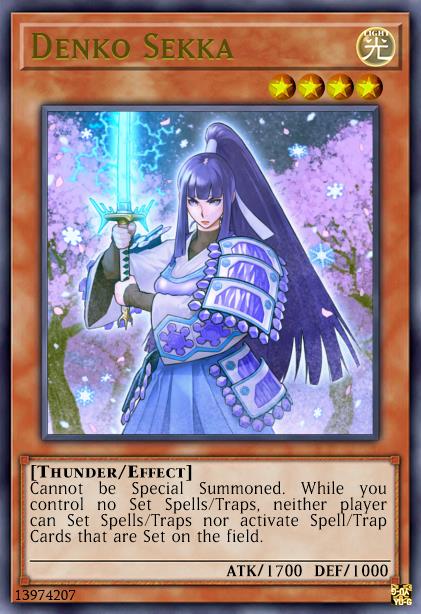 Denko Sekka
LIGHT
光
[Thunder/Effect]
Cannot be Special Summoned. While you
control no Set Spells/Traps, neither player
can Set Spells/Traps nor activate Spell/Trap
Cards that are Set on the field.
ATK/1700 DEF/1000
13974207